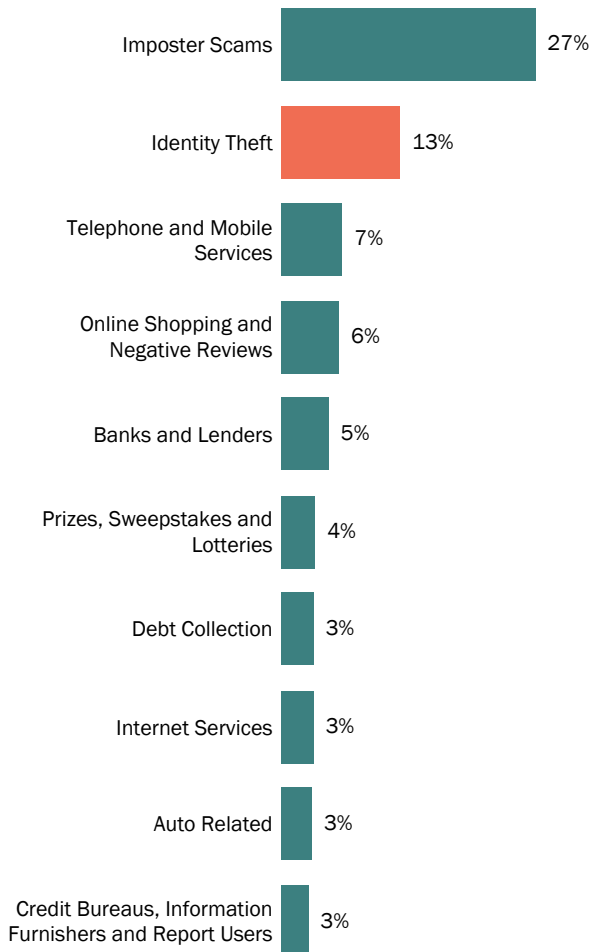 Imposter Scams 27%
Identity Theft 13%
Telephone and Mobile
Services 7%
Online Shopping and
Negative Reviews 6%
Banks and Lenders 5%
Prizes, Sweepstakes and
Lotteries 4%
Debt Collection 3%
Internet Services 3%
Auto Related 3%
Credit Bureaus, Information
Furnishers and Report Users 3%